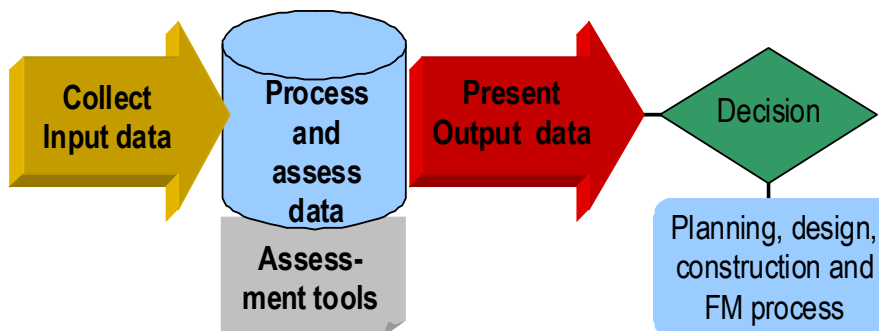 Collect
Input data
Process
and
assess
data
Assess-
ment tools
Present
Output data
Decision
Planning, design,
construction and
FM process